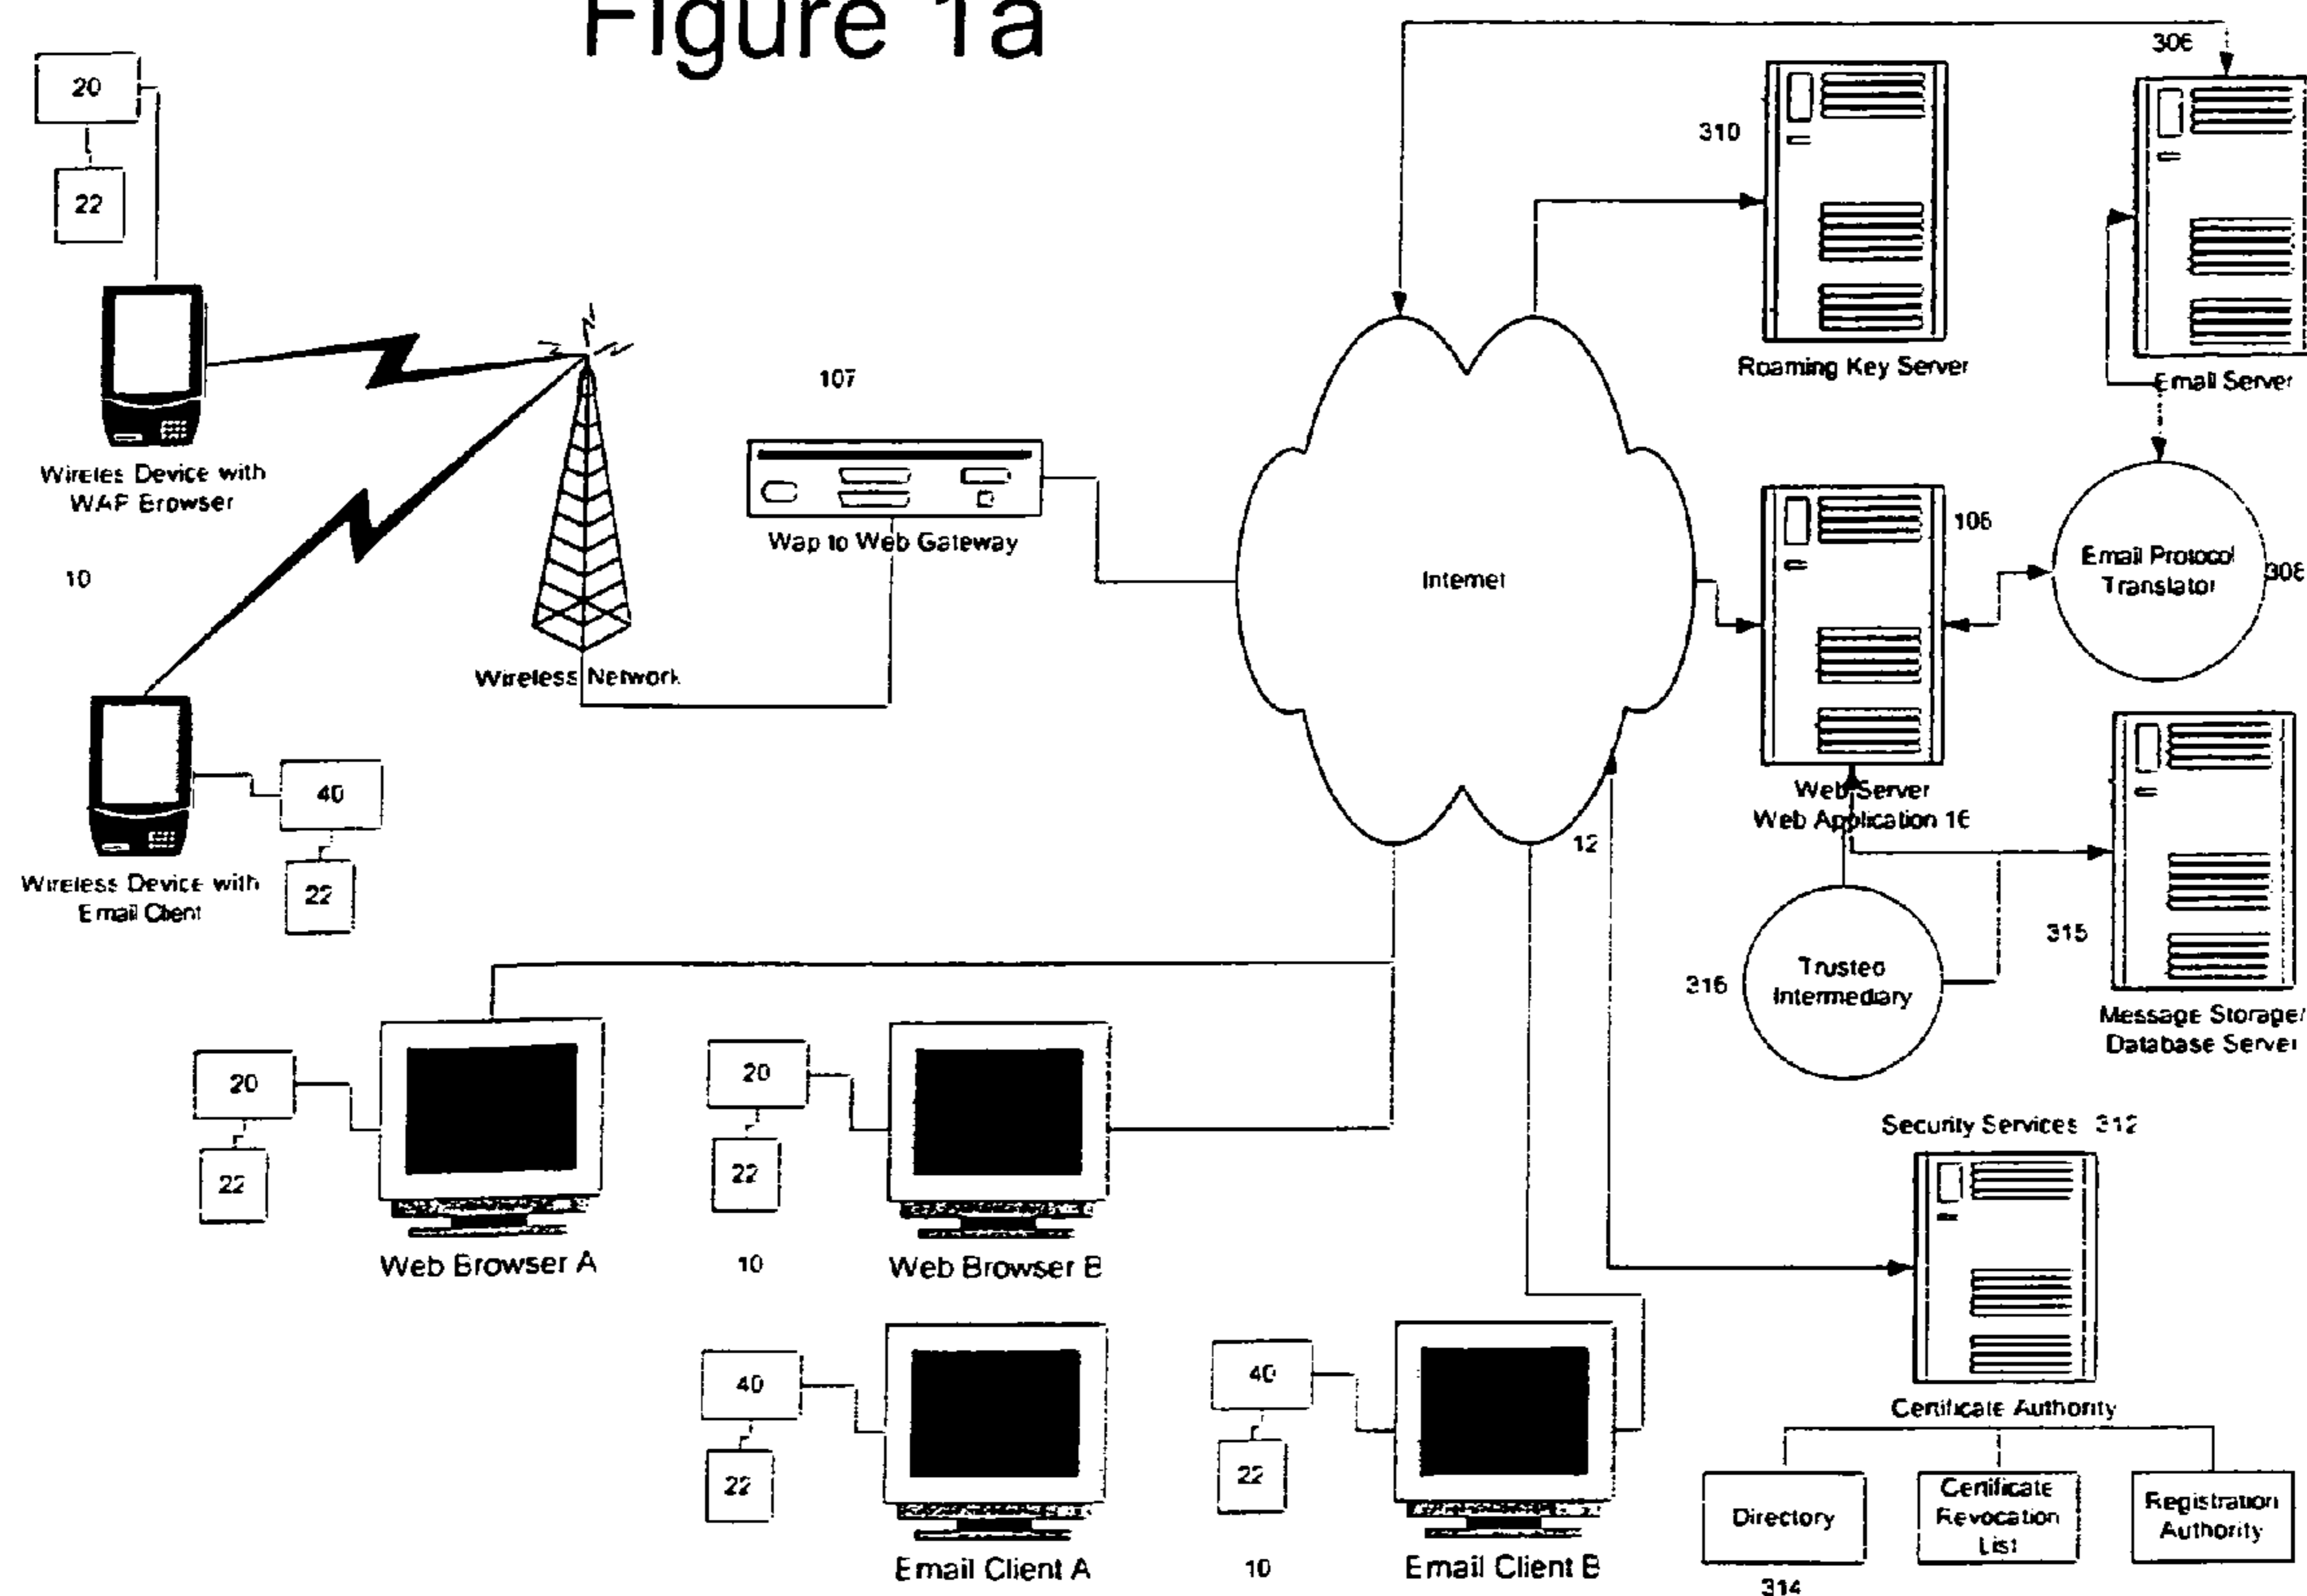 Figure 1a
20
22
Wireles Device with
WAP Browser
10
Wireless Device with
Email Client
40
22
Wireless Network
107
Wap to Web Gateway
Internet
12
310
Roaming Key Server
306
Email Server
106
Web Server
Web Application 16
Email Protocol
Translator
308
316
Trusted
Intermediary
315
Message Storage/
Database Server
20
22
Web Browser A
20
22
10
Web Browser B
40
22
Email Client A
40
22
10
Email Client B
Security Services 312
Certificate Authority
Directory
314
Certificate
Revocation
List
Registration
Authority